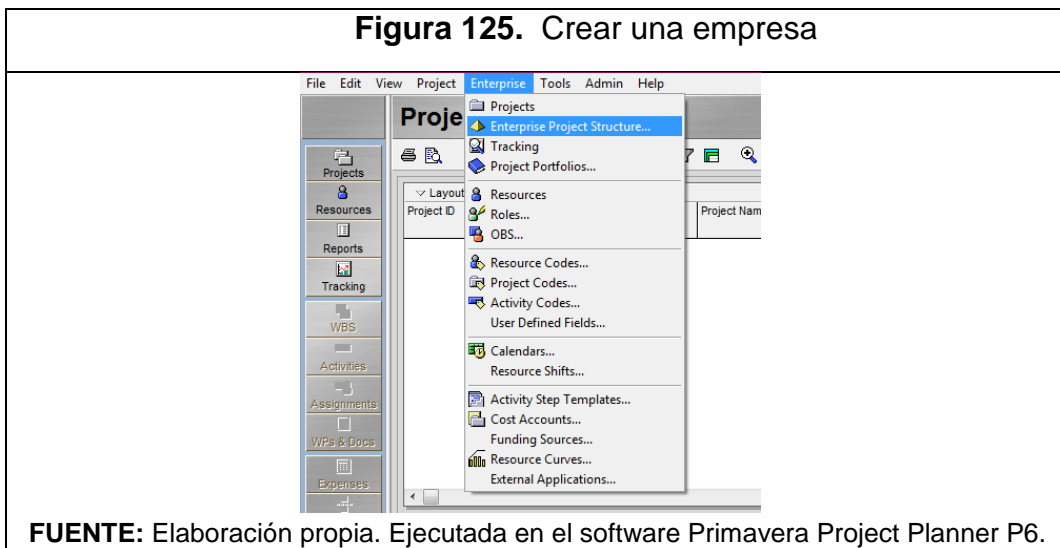 Figura 125. Crear una empresa
File Edit View Project Enterprise Tools Admin Help
Proje
Projects
Enterprise Project Structure...
Tracking
Project Portfolios...
Resources
Roles...
OBS...
Resource Codes...
Project Codes...
Activity Codes...
User Defined Fields...
Calendars...
Resource Shifts...
Activity Step Templates...
Cost Accounts...
Funding Sources...
Resource Curves...
External Applications...
Projects
Resources
Reports
Tracking
WBS
Activities
Assignments
WPs & Docs
Expenses
Layout
Project ID
Project Nam
FUENTE: Elaboración propia. Ejecutada en el software Primavera Project Planner P6.